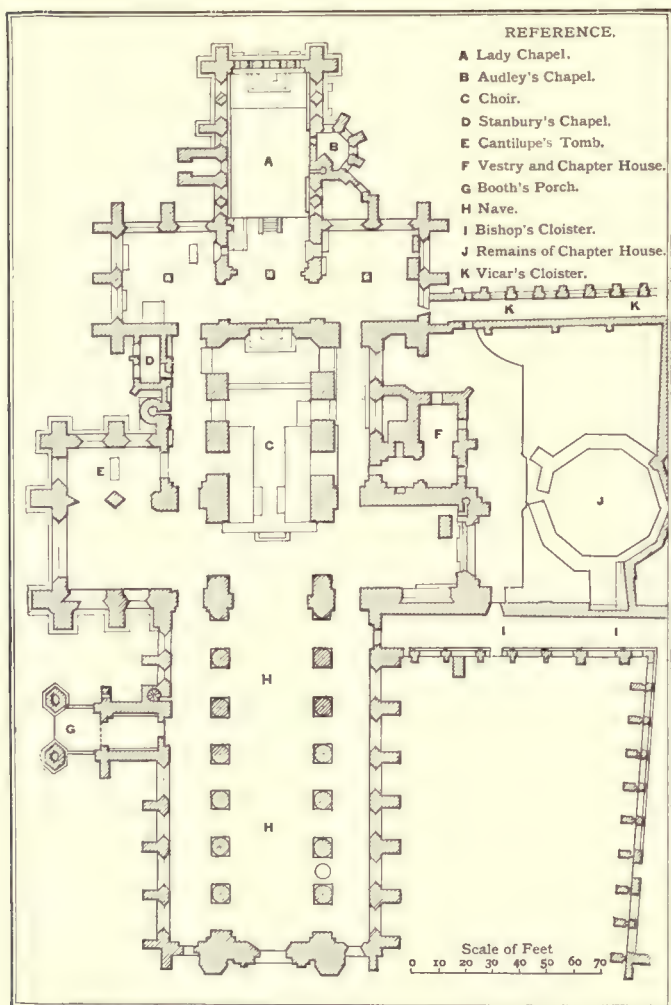 REFERENCE.
A Lady Chapel.
B Audley's Chapel.
C Choir.
D Stanbury's Chapel.
E Cantilupe's Tomb.
F Vestry and Chapter House.
G Booth's Porch.
H Nave.
I Bishop's Cloister.
J Remains of Chapter House.
K Vicar's Cloister.
A
B
K K
D
C
F
E
J
I I
H
G
H
Scale of Feet
0 10 20 30 40 50 60 70